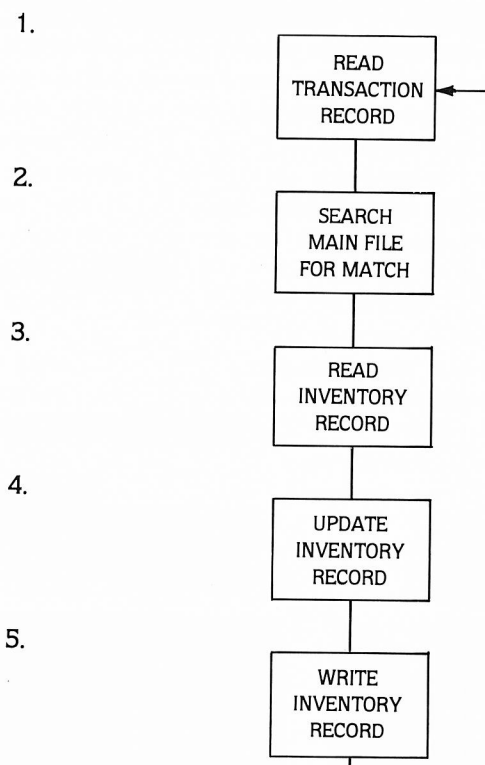 1.
READ
TRANSACTION
RECORD
2.
SEARCH
MAIN FILE
FOR MATCH
3.
READ
INVENTORY
RECORD
4.
UPDATE
INVENTORY
RECORD
5.
WRITE
INVENTORY
RECORD